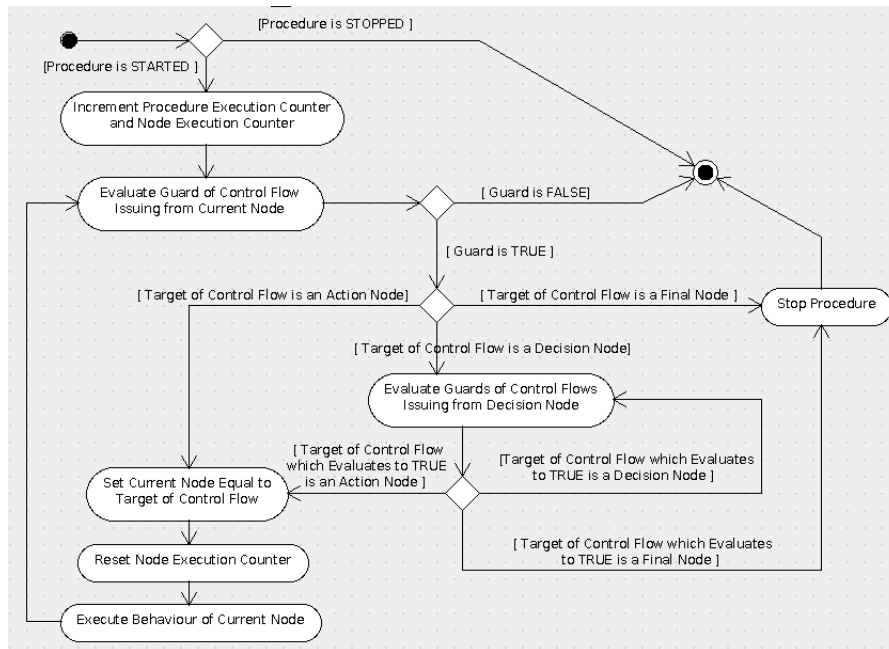 [Procedure is STOPPED ]
[Procedure is STARTED ]
Increment Procedure Execution Counter
and Node Execution Counter
Evaluate Guard of Control Flow
Issuing from Current Node
[ Guard is FALSE]
[ Guard is TRUE ]
[ Target of Control Flow is an Action Node]
[ Target of Control Flow is a Final Node ]
Stop Procedure
[ Target of Control Flow is a Decision Node]
Evaluate Guards of Control Flows
Issuing from Decision Node
[ Target of Control Flow
which Evaluates to TRUE
is an Action Node ]
[Target of Control Flow which Evaluates
to TRUE is a Decision Node ]
Set Current Node Equal to
Target of Control Flow
[ Target of Control Flow which Evaluates
to TRUE is a Final Node ]
Reset Node Execution Counter
Execute Behaviour of Current Node